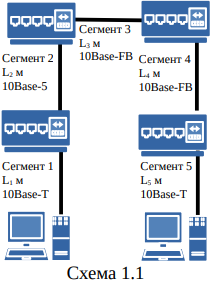 Сегмент 3
L₃ м
10Base-FB
Сегмент 2
L₂ м
10Base-5
Сегмент 4
L₄ м
10Base-FB
Сегмент 1
L₁ м
10Base-T
Сегмент 5
L₅ м
10Base-T
Схема 1.1